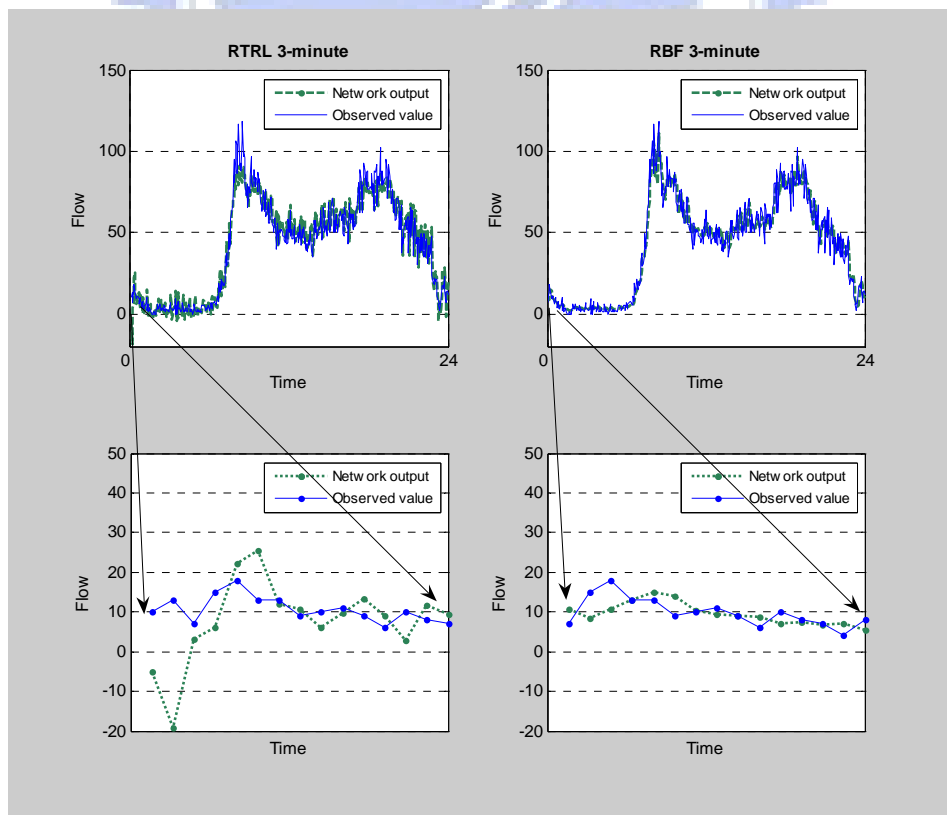 RTRL 3-minute
150
100
50
0
Flow
0
24
Time
Netw ork output
Observed value
RBF 3-minute
150
100
50
0
Flow
0
24
Time
Netw ork output
Observed value
50
40
30
20
10
0
-10
-20
Flow
Time
Netw ork output
Observed value
50
40
30
20
10
0
-10
-20
Flow
Time
Netw ork output
Observed value